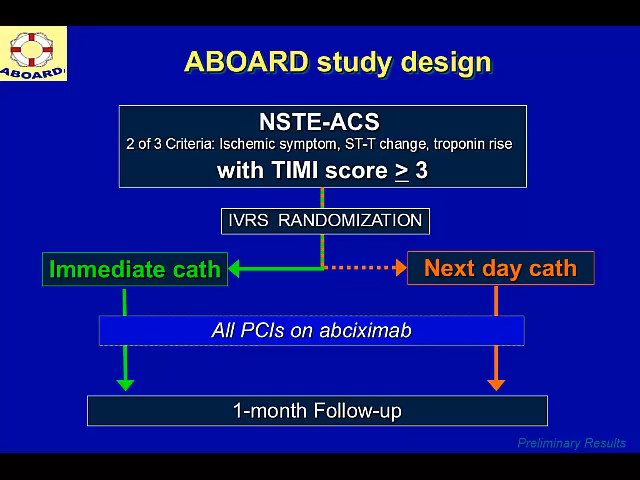 ABOARD
ABOARD study design
NSTE-ACS
2 of 3 Criteria: Ischemic symptom, ST-T change, troponin rise
with TIMI score ≥ 3
IVRS RANDOMIZATION
Immediate cath
Next day cath
All PCIs on abciximab
1-month Follow-up
Preliminary Results